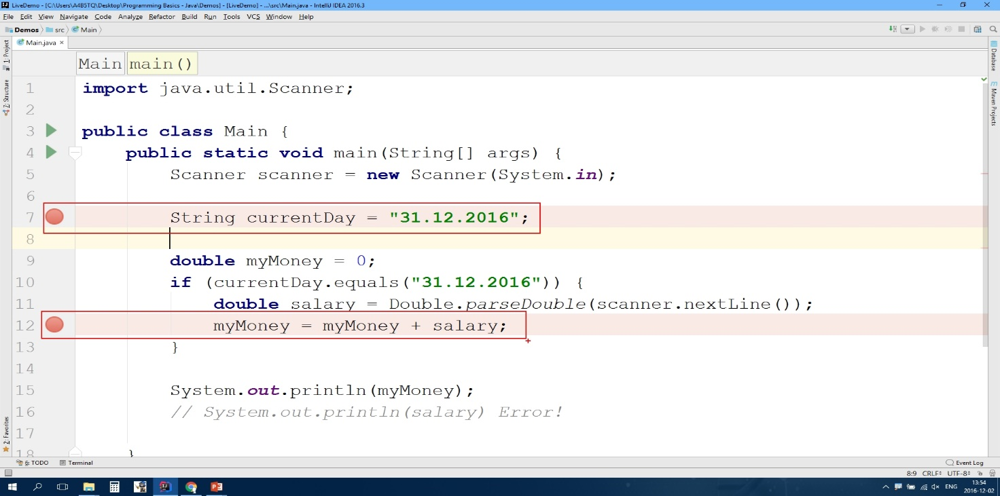 LiveDemo - [C:\Users\A4B5TQ\Desktop\Programming Basics - Java\Demos] - [LiveDemo] - ...\src\Main.java - IntelliJ IDEA 2016.3
File Edit View Navigate Code Analyze Refactor Build Run Tools VCS Window Help
Demos src Main
Main.java
1: Project
Z: Structure
2: Favorites
Database
Maven Projects
Main main()
1 import java.util.Scanner;
2
3 public class Main {
4 public static void main(String[] args) {
5 Scanner scanner = new Scanner(System.in);
6
7 String currentDay = "31.12.2016";
8
9 double myMoney = 0;
10 if (currentDay.equals("31.12.2016")) {
11 double salary = Double.parseDouble(scanner.nextLine());
12 myMoney = myMoney + salary;
13 }
14
15 System.out.println(myMoney);
16 // System.out.println(salary) Error!
17
18 }
6: TODO Terminal Event Log
8:9 CRLF UTF-8
ENG 13:54
2016-12-02